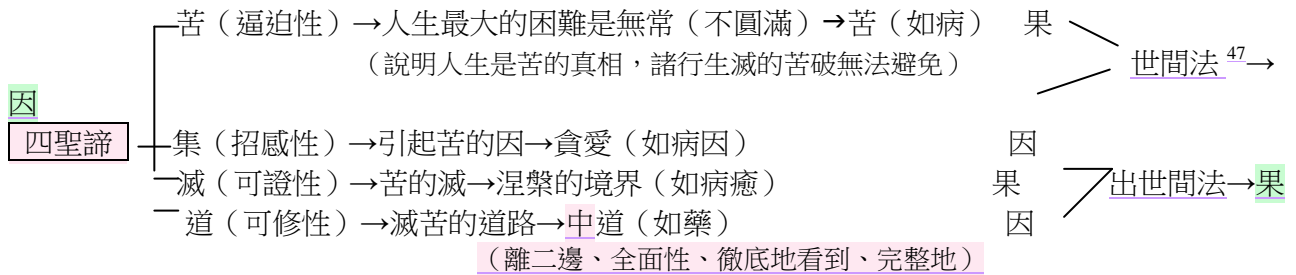 苦（逼迫性）→人生最大的困難是無常（不圓滿）→苦（如病） 果
（說明人生是苦的真相，諸行生滅的苦破無法避免） 世間法 47→
因
四聖諦 集（招感性）→引起苦的因→貪愛（如病因） 因
滅（可證性）→苦的滅→涅槃的境界（如病癒） 果 出世間法→果
道（可修性）→滅苦的道路→中道（如藥） 因
（離二邊、全面性、徹底地看到、完整地）